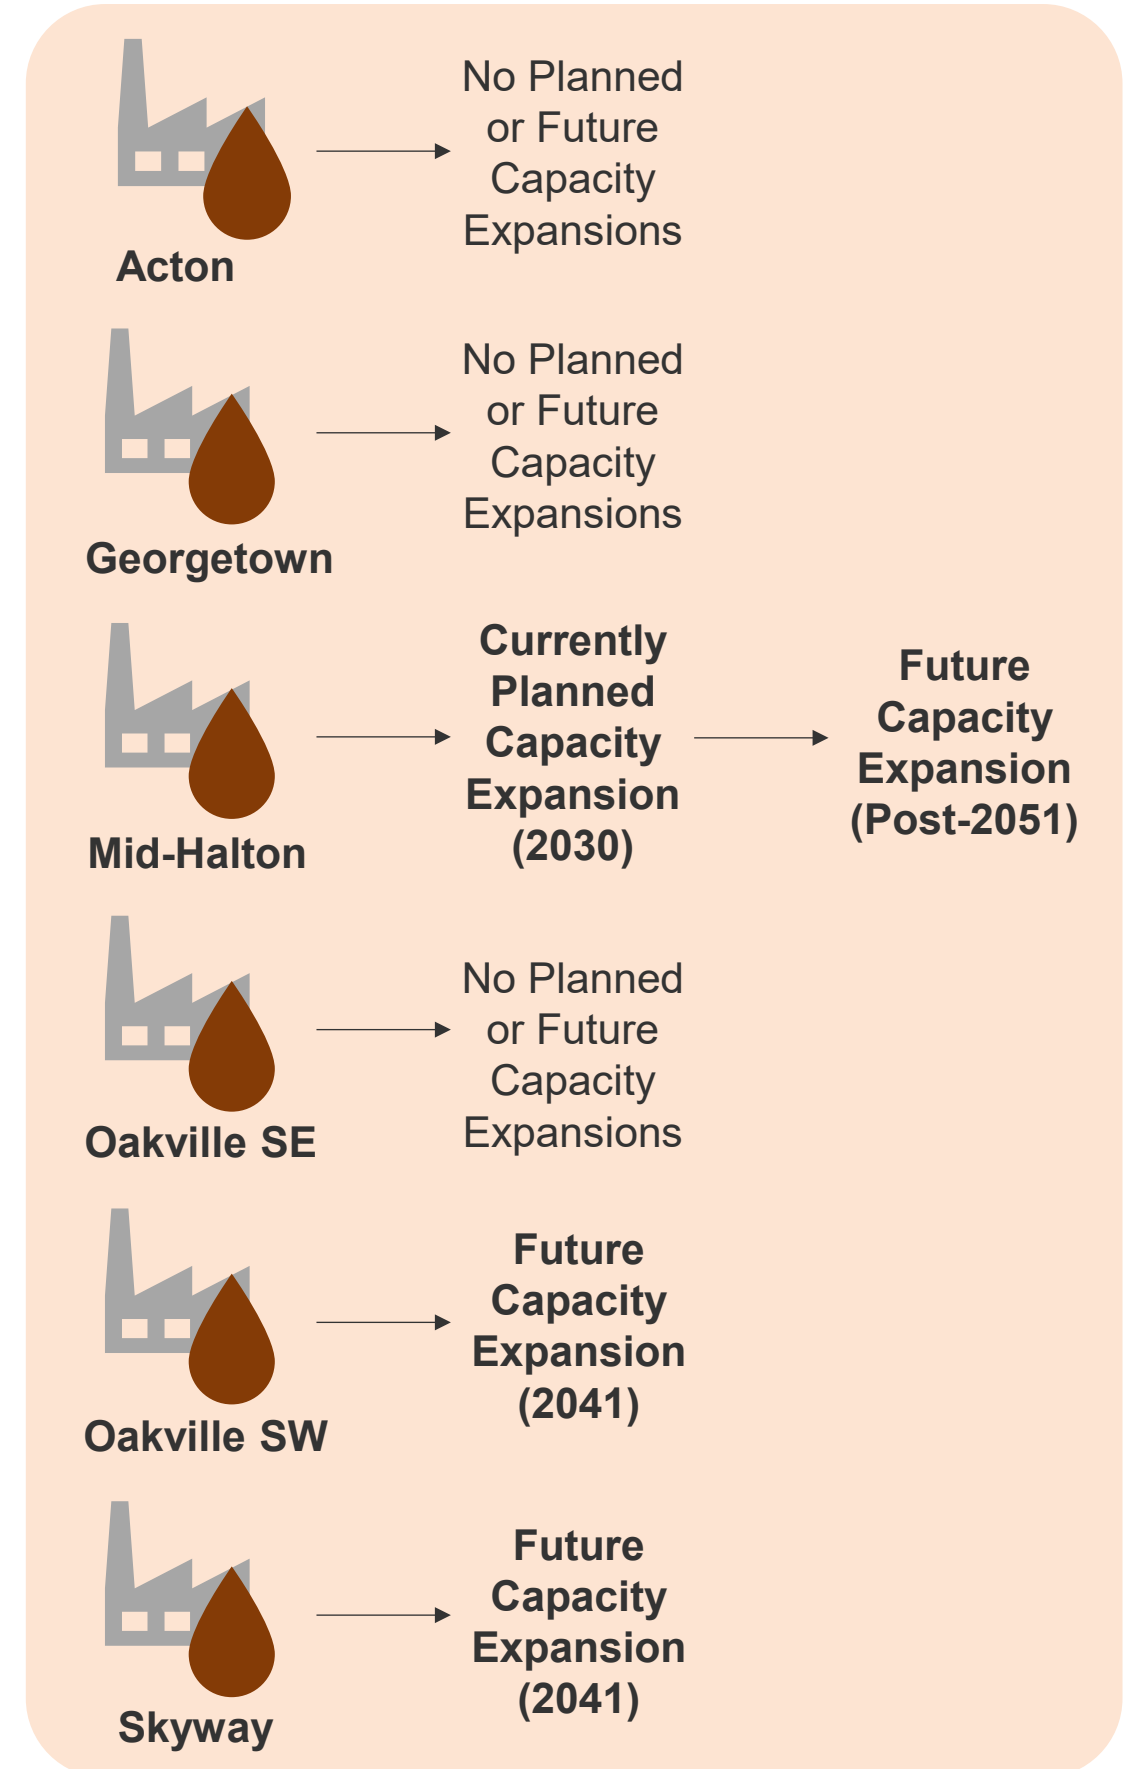 No Planned
or Future
Capacity
Expansions
Acton
No Planned
or Future
Capacity
Expansions
Georgetown
Currently
Planned
Capacity
Expansion
(2030)
Future
Capacity
Expansion
(Post-2051)
Mid-Halton
No Planned
or Future
Capacity
Expansions
Oakville SE
Future
Capacity
Expansion
(2041)
Oakville SW
Future
Capacity
Expansion
(2041)
Skyway